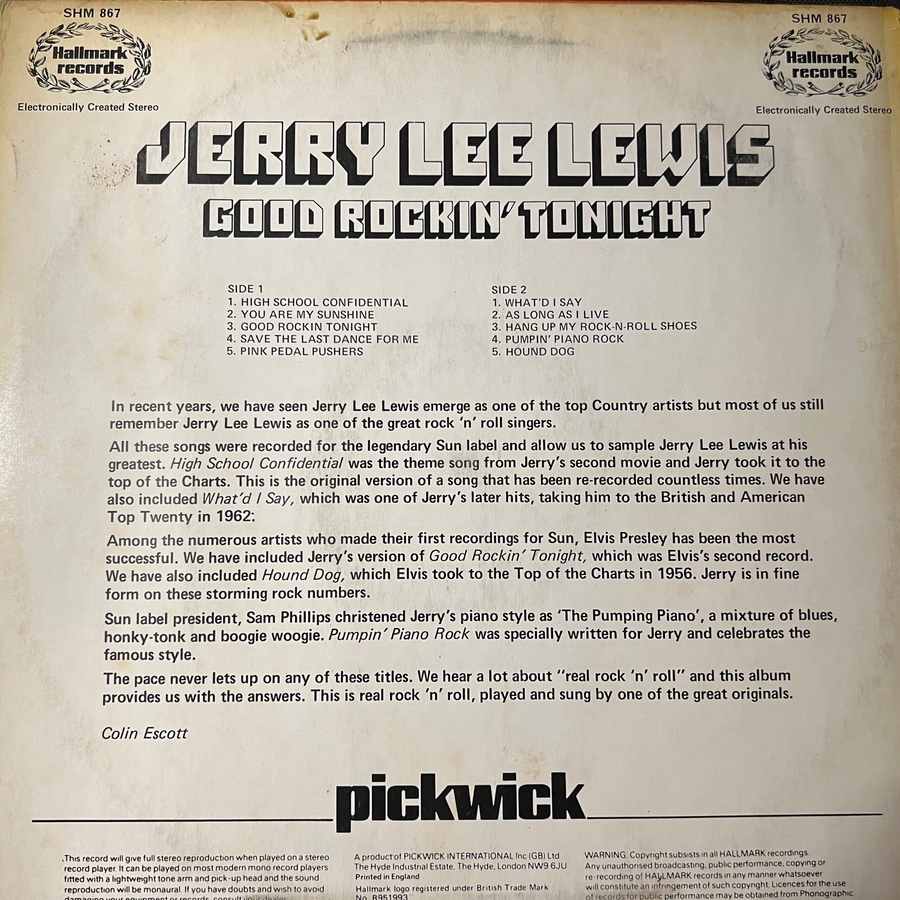 SHM 867
Hallmark
records
Electronically Created Stereo
SHM 867
Hallmark
records
Electronically Created Stereo
JERRY LEE LEWIS
GOOD ROCKIN' TONIGHT
SIDE 1
1. HIGH SCHOOL CONFIDENTIAL
2. YOU ARE MY SUNSHINE
3. GOOD ROCKIN TONIGHT
4. SAVE THE LAST DANCE FOR ME
5. PINK PEDAL PUSHERS
SIDE 2
1. WHAT'D I SAY
2. AS LONG AS I LIVE
3. HANG UP MY ROCK-N-ROLL SHOES
4. PUMPIN' PIANO ROCK
5. HOUND DOG
In recent years, we have seen Jerry Lee Lewis emerge as one of the top Country artists but most of us still
remember Jerry Lee Lewis as one of the great rock 'n' roll singers.
All these songs were recorded for the legendary Sun label and allow us to sample Jerry Lee Lewis at his
greatest. High School Confidential was the theme song from Jerry's second movie and Jerry took it to the
top of the Charts. This is the original version of a song that has been re-recorded countless times. We have
also included What'd I Say, which was one of Jerry's later hits, taking him to the British and American
Top Twenty in 1962:
Among the numerous artists who made their first recordings for Sun, Elvis Presley has been the most
successful. We have included Jerry's version of Good Rockin' Tonight, which was Elvis's second record.
We have also included Hound Dog, which Elvis took to the Top of the Charts in 1956. Jerry is in fine
form on these storming rock numbers.
Sun label president, Sam Phillips christened Jerry's piano style as 'The Pumping Piano', a mixture of blues,
honky-tonk and boogie woogie. Pumpin' Piano Rock was specially written for Jerry and celebrates the
famous style.
The pace never lets up on any of these titles. We hear a lot about "real rock 'n' roll" and this album
provides us with the answers. This is real rock 'n' roll, played and sung by one of the great originals.
Colin Escott
pickwick
This record will give full stereo reproduction when played on a stereo
record player. It can be played on most modern mono record players
fitted with a lightweight tone arm and pick-up head and the sound
reproduction will be monaural. If you have doubts and wish to avoid
damaging your equipment or records, consult your
A product of PICKWICK INTERNATIONAL Inc (GB) Ltd
The Hyde Industrial Estate, The Hyde, London NW9 6JU
Printed in England
Hallmark logo registered under British Trade Mark
No. B951993
WARNING: Copyright subsists in all HALLMARK recordings.
Any unauthorised broadcasting, public performance, copying or
re-recording of HALLMARK records in any manner whatsoever
will constitute an infringement of such copyright. Licences for the use
of records for public performance may be obtained from Phonographic